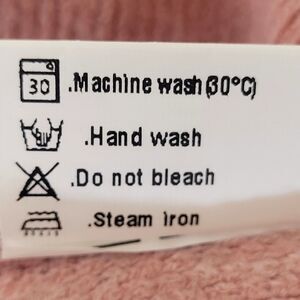 30 .Machine wash(30°C)
.Hand wash
.Do not bleach
.Steam iron